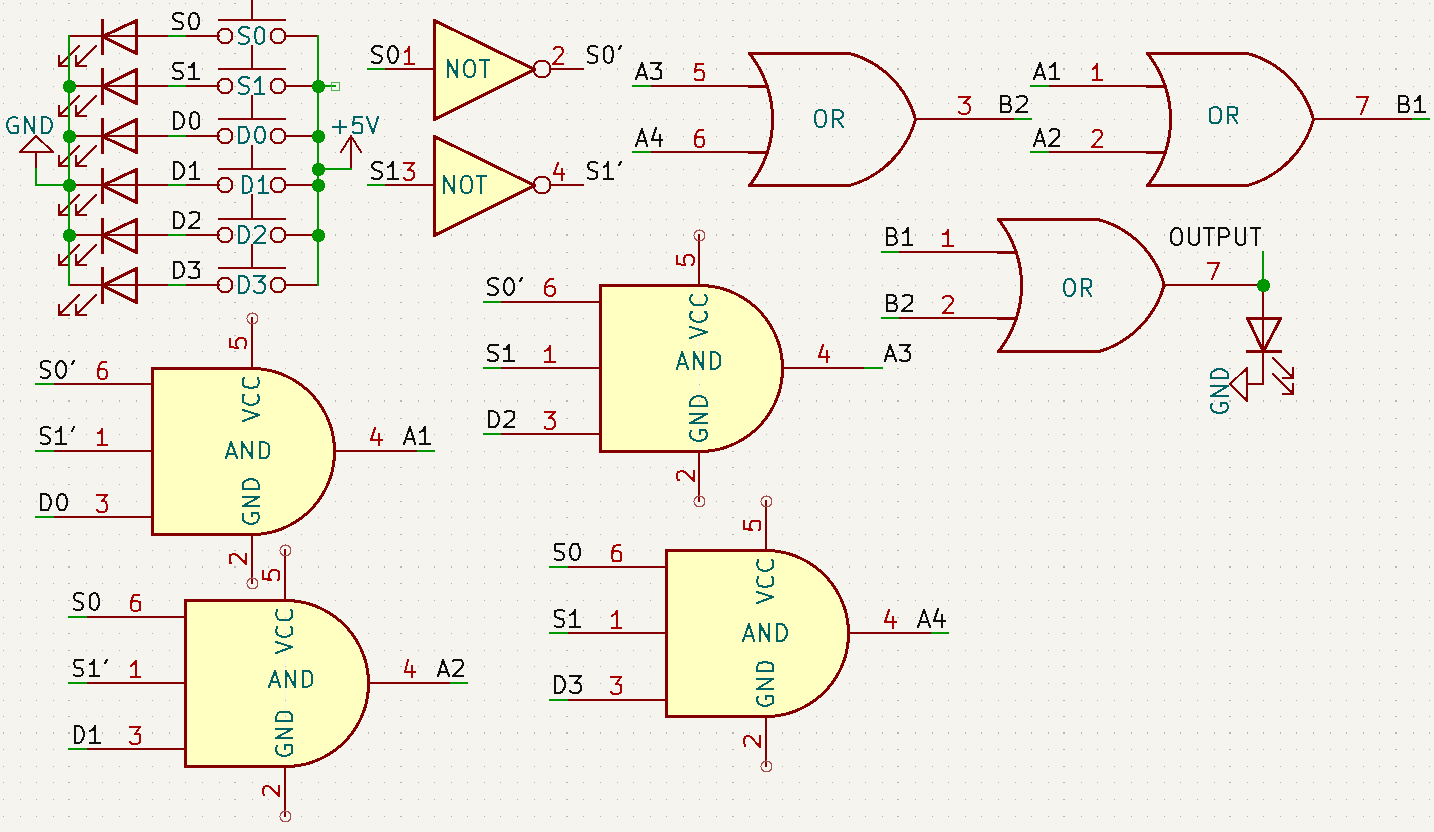 S0 S0
S1 S1
D0 D0
D1 D1
D2 D2
D3 D3
GND
+5V
S0 1 NOT 2 S0′
S1 3 NOT 4 S1′
A3 5
A4 6
OR 3 B2
A1 1
A2 2
OR 7 B1
B1 1
B2 2
OR 7 OUTPUT
GND
S0′ 6
S1 1
D2 3
5 VCC
AND 4 A3
GND 2
S0′ 6
S1′ 1
D0 3
5 VCC
AND 4 A1
GND 2
S0 6
S1′ 1
D1 3
5 VCC
AND 4 A2
GND 2
S0 6
S1 1
D3 3
5 VCC
AND 4 A4
GND 2